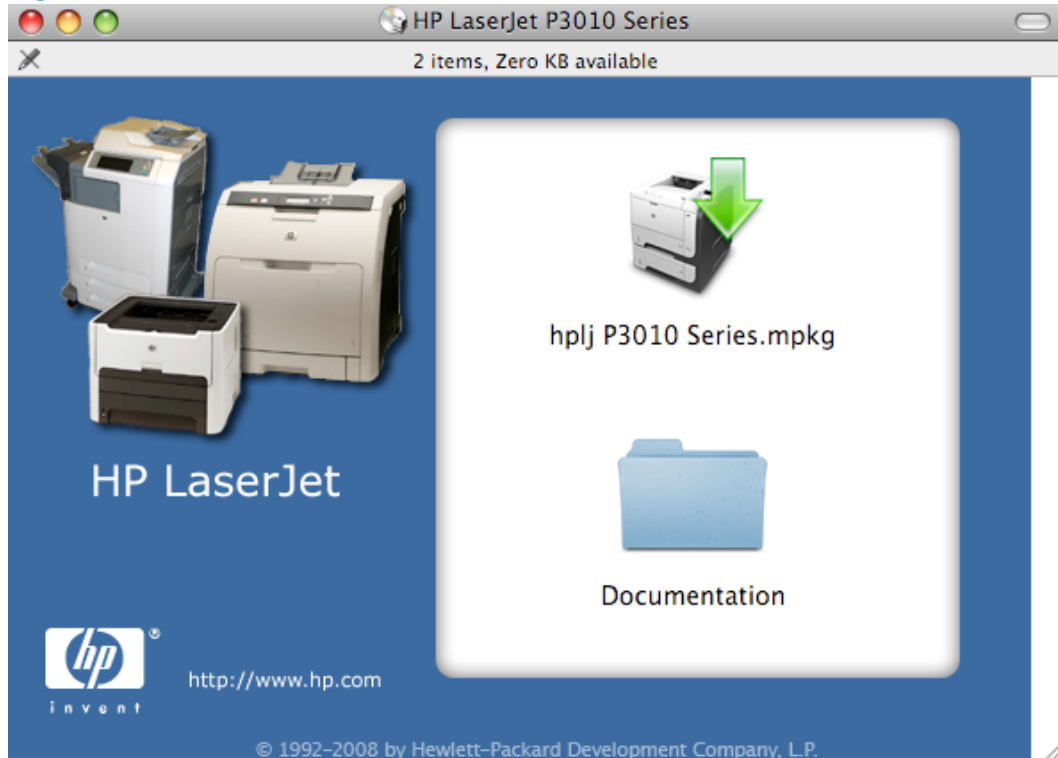 HP LaserJet P3010 Series
2 items, Zero KB available
hplj P3010 Series.mpkg
HP LaserJet
Documentation
hp®
invent
http://www.hp.com
© 1992–2008 by Hewlett-Packard Development Company, L.P.